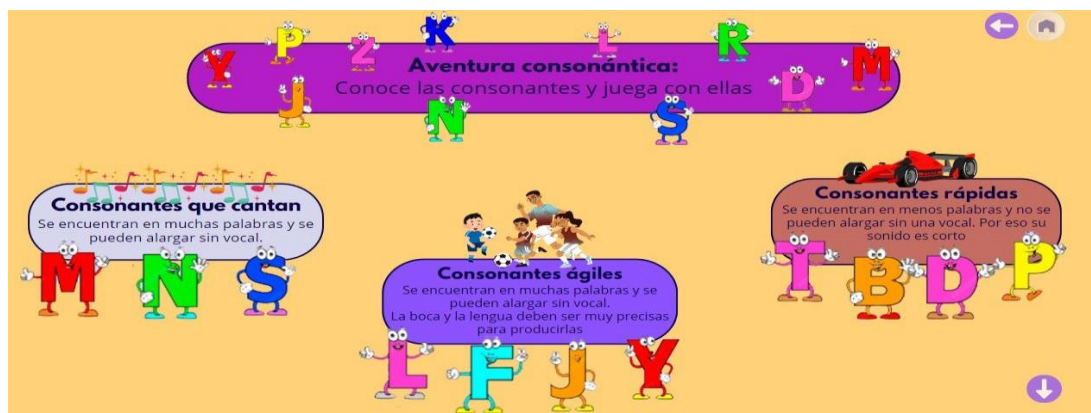 Y P Z K L R M
Aventura consonántica:
Conoce las consonantes y juega con ellas
J N S D
Consonantes que cantan
Se encuentran en muchas palabras y se
pueden alargar sin vocal.
M N S
Consonantes ágiles
Se encuentran en muchas palabras y se
pueden alargar sin vocal.
La boca y la lengua deben ser muy precisas
para producirlas
L F J Y
Consonantes rápidas
Se encuentran en menos palabras y no se
pueden alargar sin una vocal. Por eso su
sonido es corto
T B D P